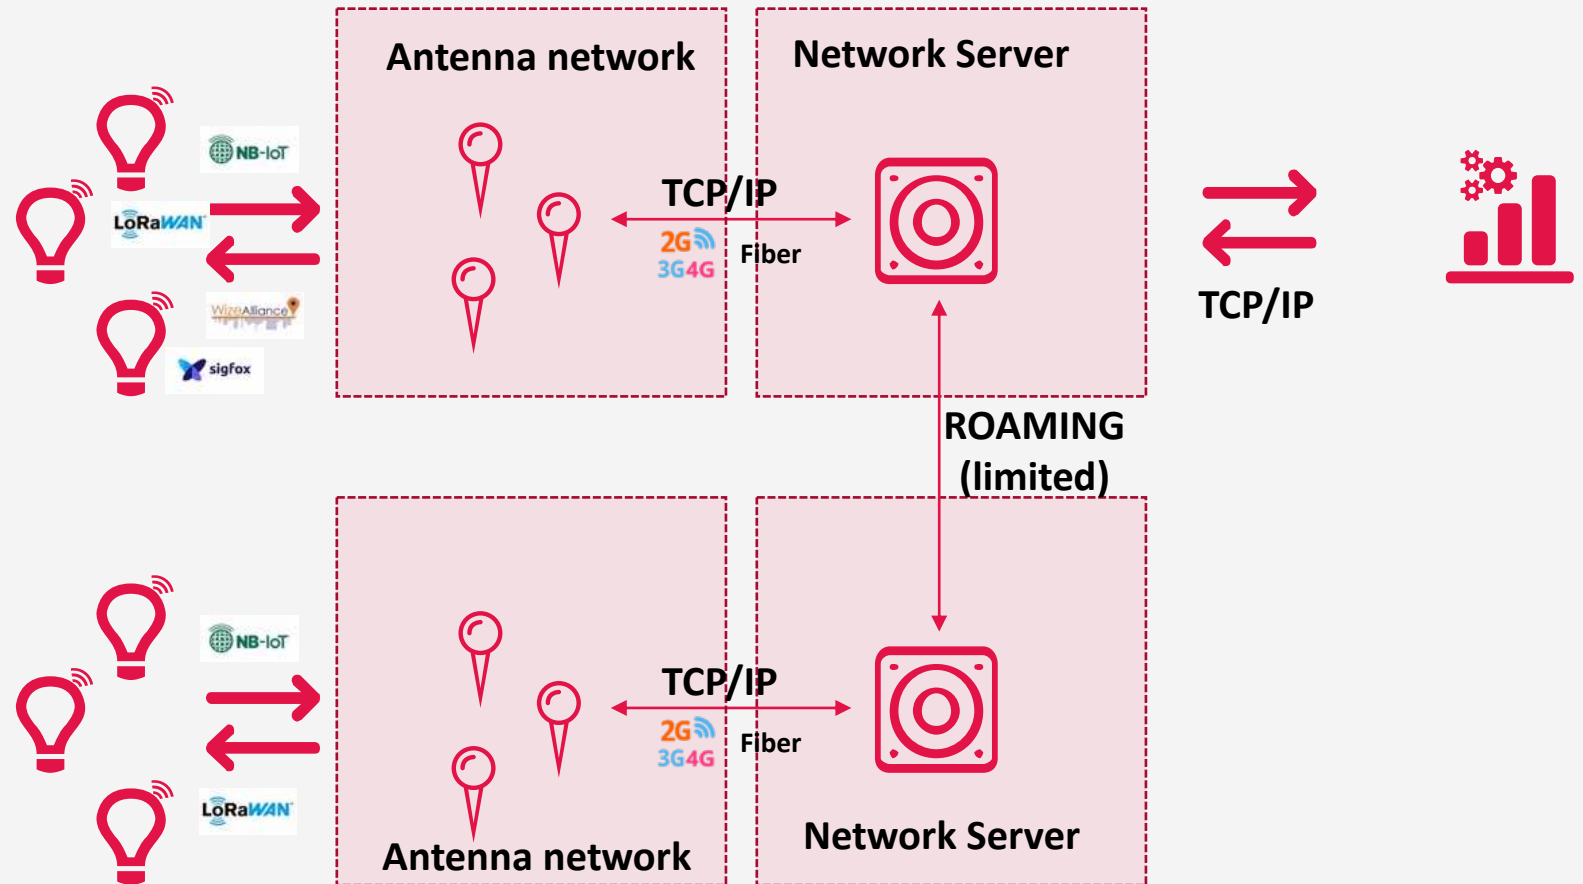 Antenna network
Network Server
NB-IoT
LoRaWAN
WizeAlliance
sigfox
TCP/IP
2G
3G4G
Fiber
TCP/IP
ROAMING
(limited)
NB-IoT
LoRaWAN
TCP/IP
2G
3G4G
Fiber
Antenna network
Network Server